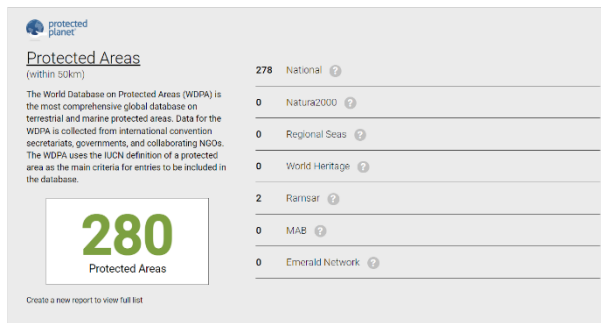 protected
planet
Protected Areas
(within 50km)
The World Database on Protected Areas (WDPA) is
the most comprehensive global database on
terrestrial and marine protected areas. Data for the
WDPA is collected from international convention
secretariats, governments, and collaborating NGOs.
The WDPA uses the IUCN definition of a protected
area as the main criteria for entries to be included in
the database.
280
Protected Areas
Create a new report to view full list
278 National ?
0 Natura2000 ?
0 Regional Seas ?
0 World Heritage ?
2 Ramsar ?
0 MAB ?
0 Emerald Network ?